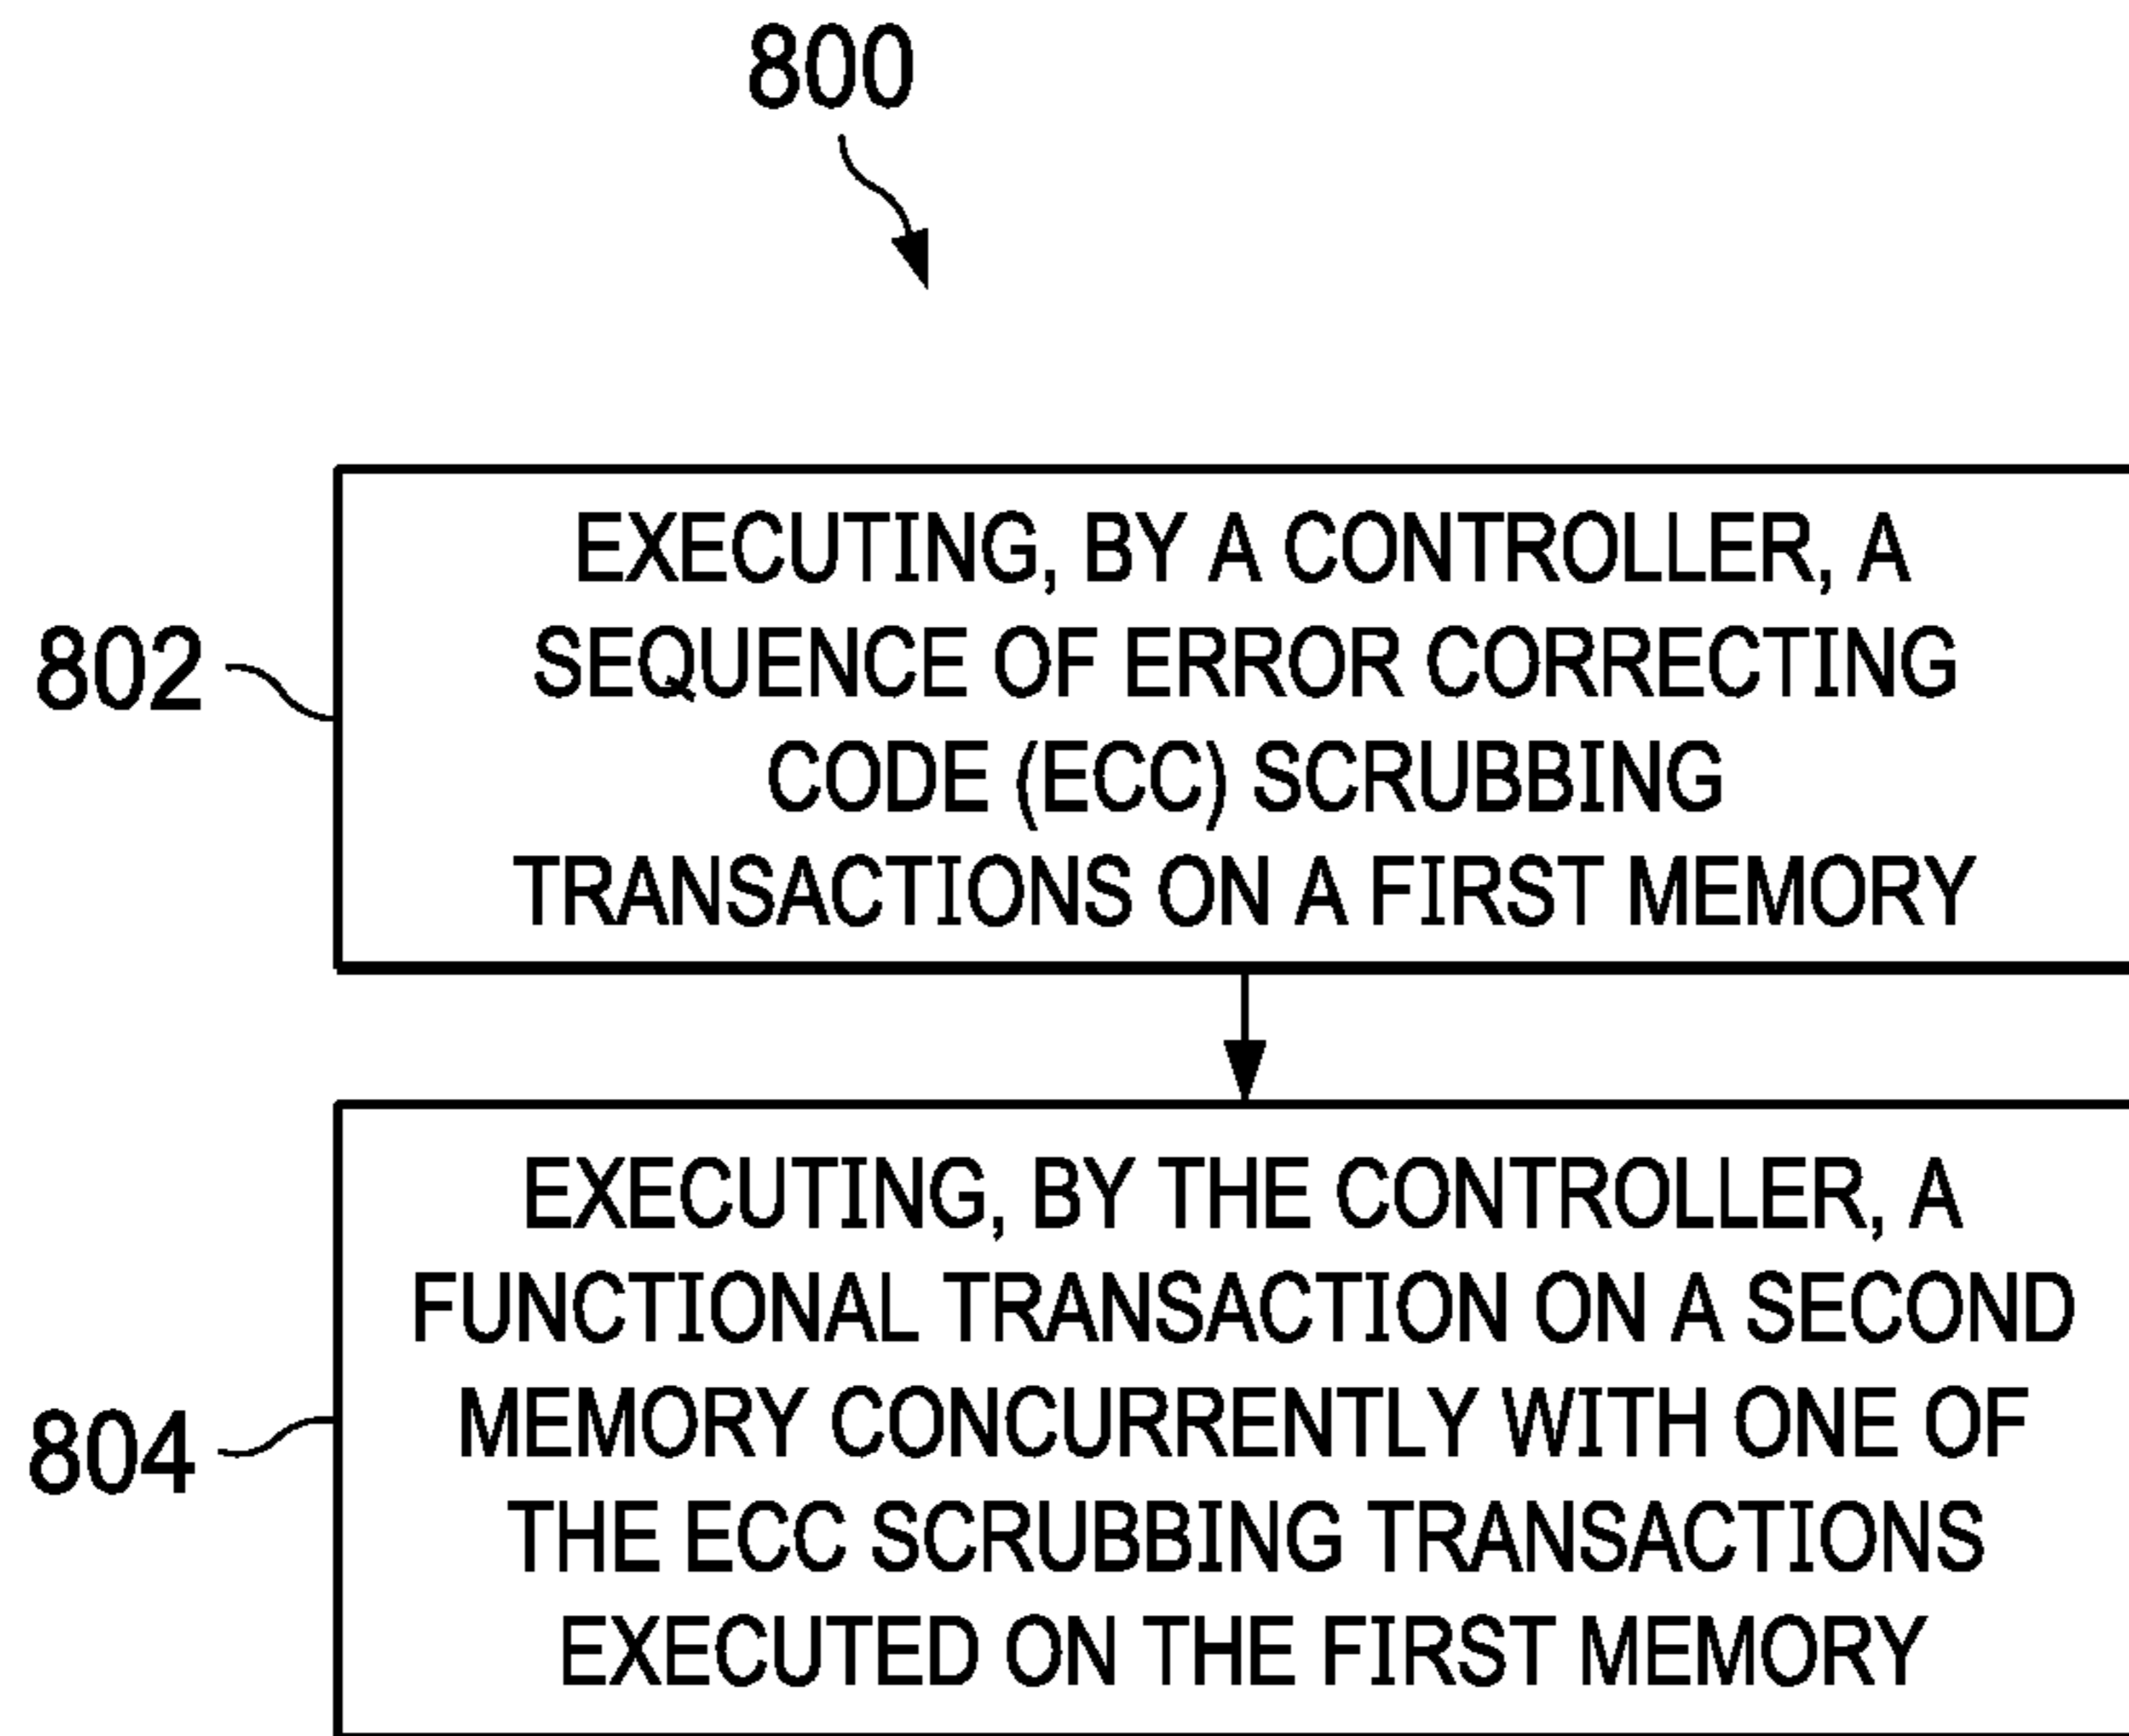 800
802
EXECUTING, BY A CONTROLLER, A
SEQUENCE OF ERROR CORRECTING
CODE (ECC) SCRUBBING
TRANSACTIONS ON A FIRST MEMORY
804
EXECUTING, BY THE CONTROLLER, A
FUNCTIONAL TRANSACTION ON A SECOND
MEMORY CONCURRENTLY WITH ONE OF
THE ECC SCRUBBING TRANSACTIONS
EXECUTED ON THE FIRST MEMORY